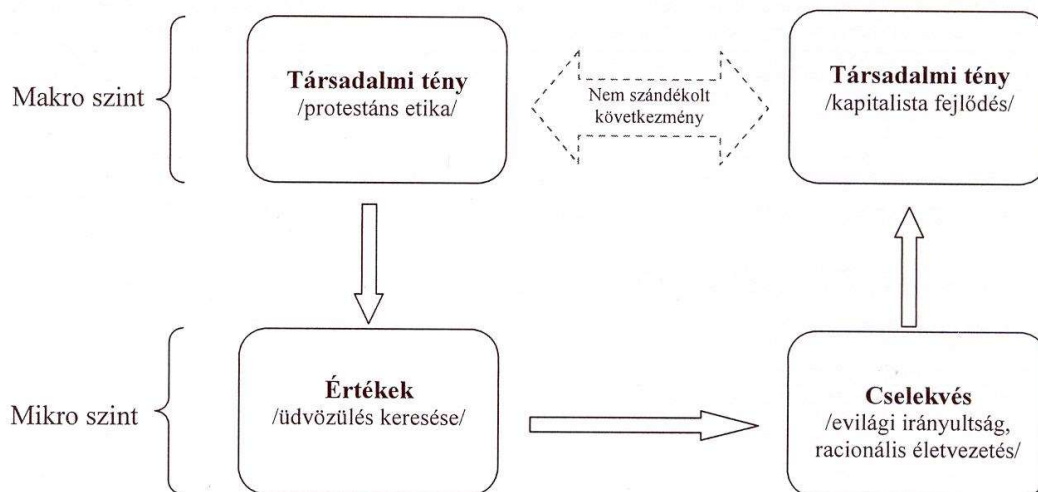 Makro szint
Társadalmi tény
/protestáns etika/
Nem szándékolt
következmény
Társadalmi tény
/kapitalista fejlődés/
Mikro szint
Értékek
/üdvözülés keresése/
Cselekvés
/evilági irányultság,
racionális életvezetés/